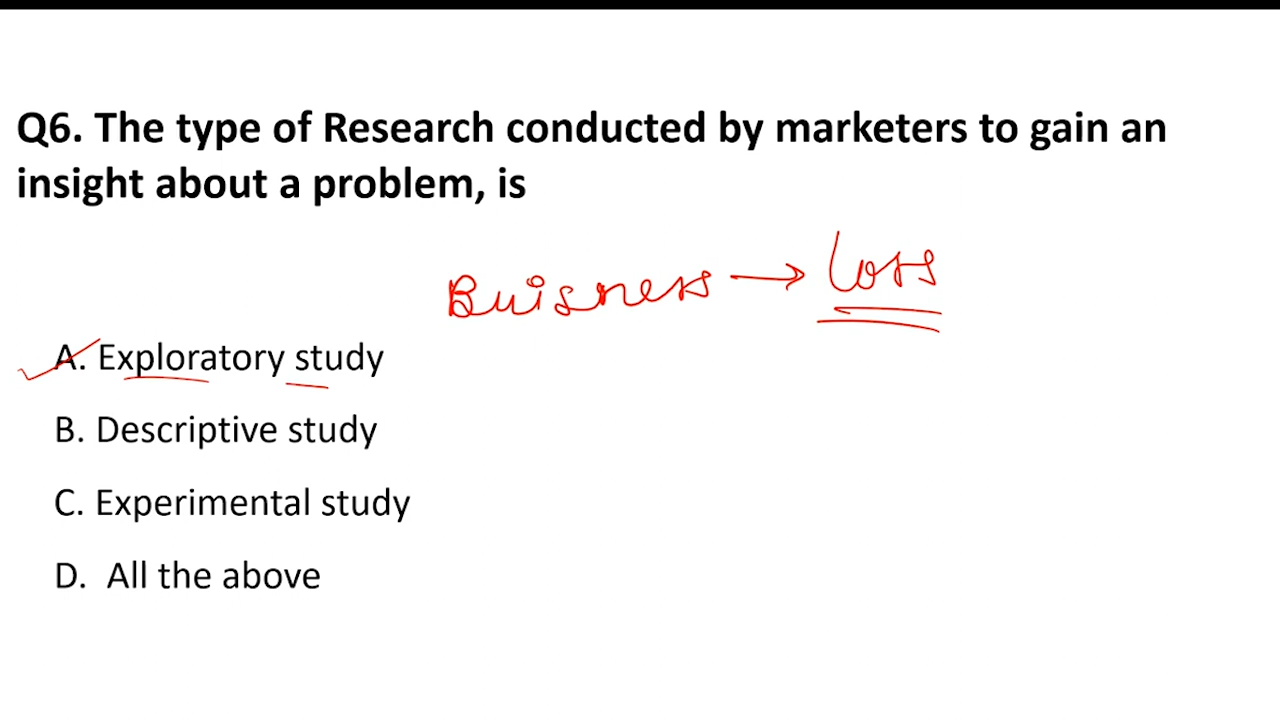 Q6. The type of Research conducted by marketers to gain an
insight about a problem, is
Buisness → Loss
A. Exploratory study
B. Descriptive study
C. Experimental study
D. All the above